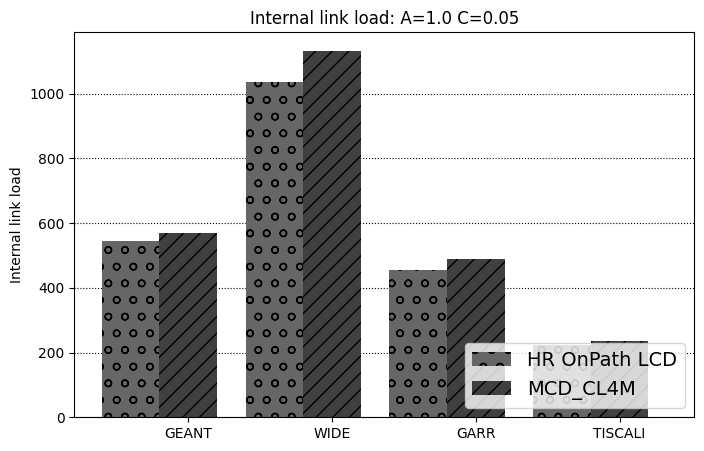 Internal link load: A=1.0 C=0.05
Internal link load
1000
800
600
400
200
0
HR OnPath LCD
MCD_CL4M
GEANT
WIDE
GARR
TISCALI